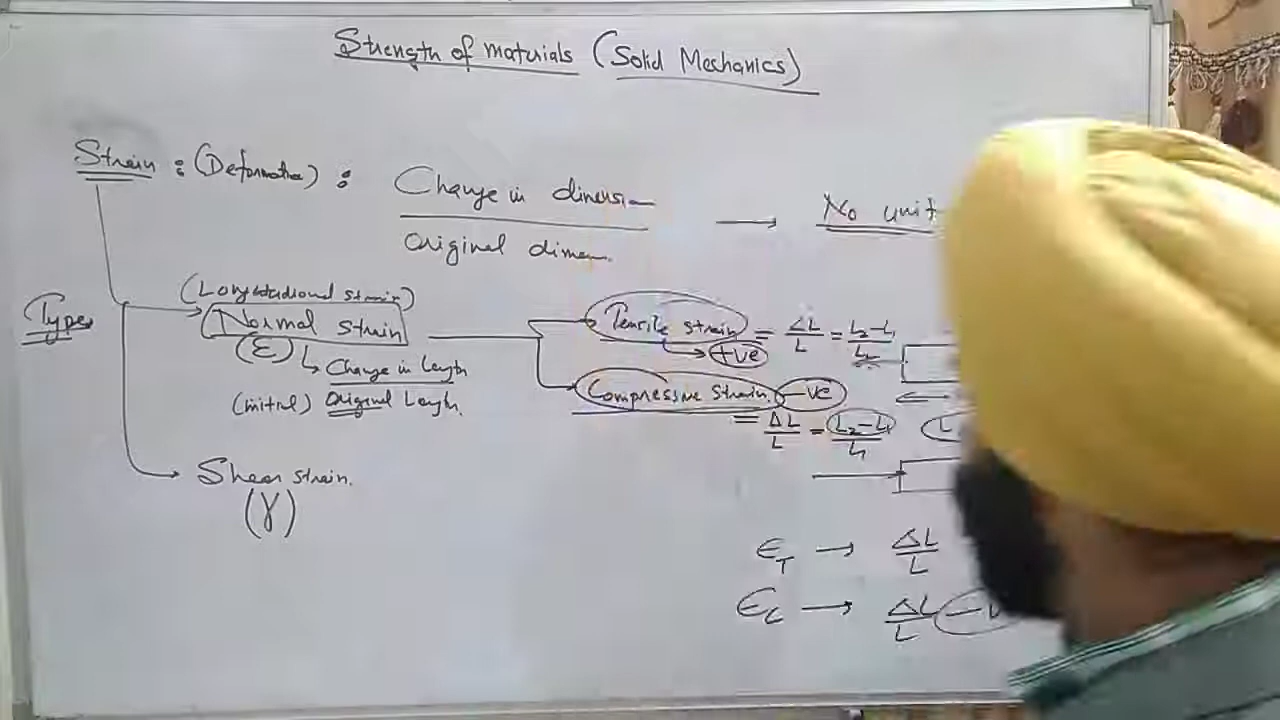 Strength of materials (Solid Mechanics)
Strain : (Deformation) : Change in dimension → No unit
Original dimen.
Types
(Longitudional strain)
Normal strain
(ε) ↳ Change in Length
(initial) Original Length.
Tensile strain = ΔL/L = L₂-L₁/
→ +ve
Compressive strain. -ve
= ΔL/L = L₂-L₁/L₁
Shear strain.
(γ)
ε_T → ΔL/L
ε_c → ΔL/L